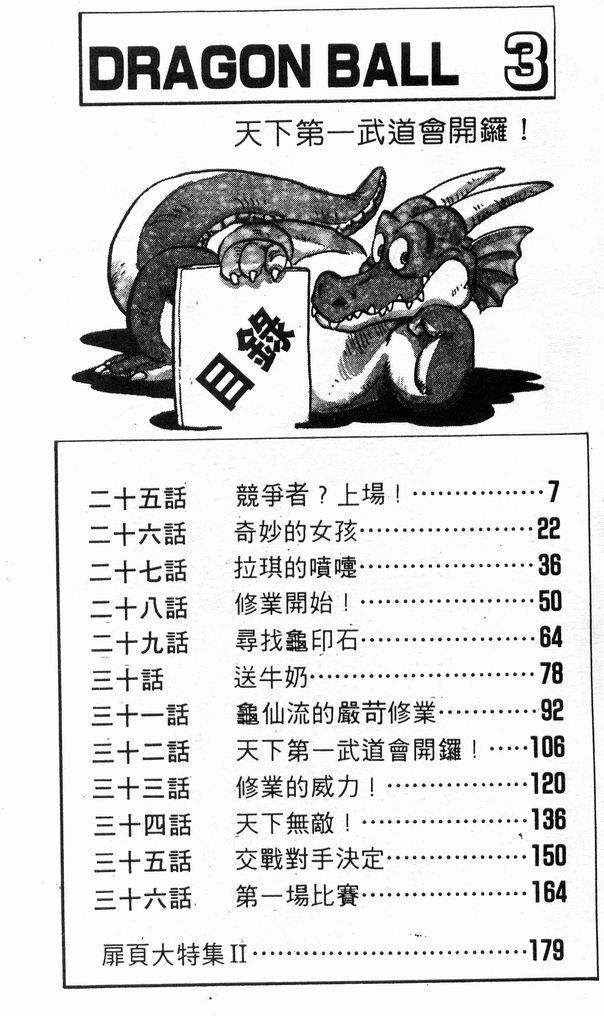 DRAGON BALL 3
天下第一武道會開鑼！
目錄
二十五話 競爭者？上場！………………7
二十六話 奇妙的女孩…………………22
二十七話 拉琪的噴嚏…………………36
二十八話 修業開始！…………………50
二十九話 尋找龜印石…………………64
三十話 送牛奶………………………78
三十一話 龜仙流的嚴苛修業…………92
三十二話 天下第一武道會開鑼！……106
三十三話 修業的威力！………………120
三十四話 天下無敵！…………………136
三十五話 交戰對手決定………………150
三十六話 第一場比賽…………………164
扉頁大特集II……………………………179